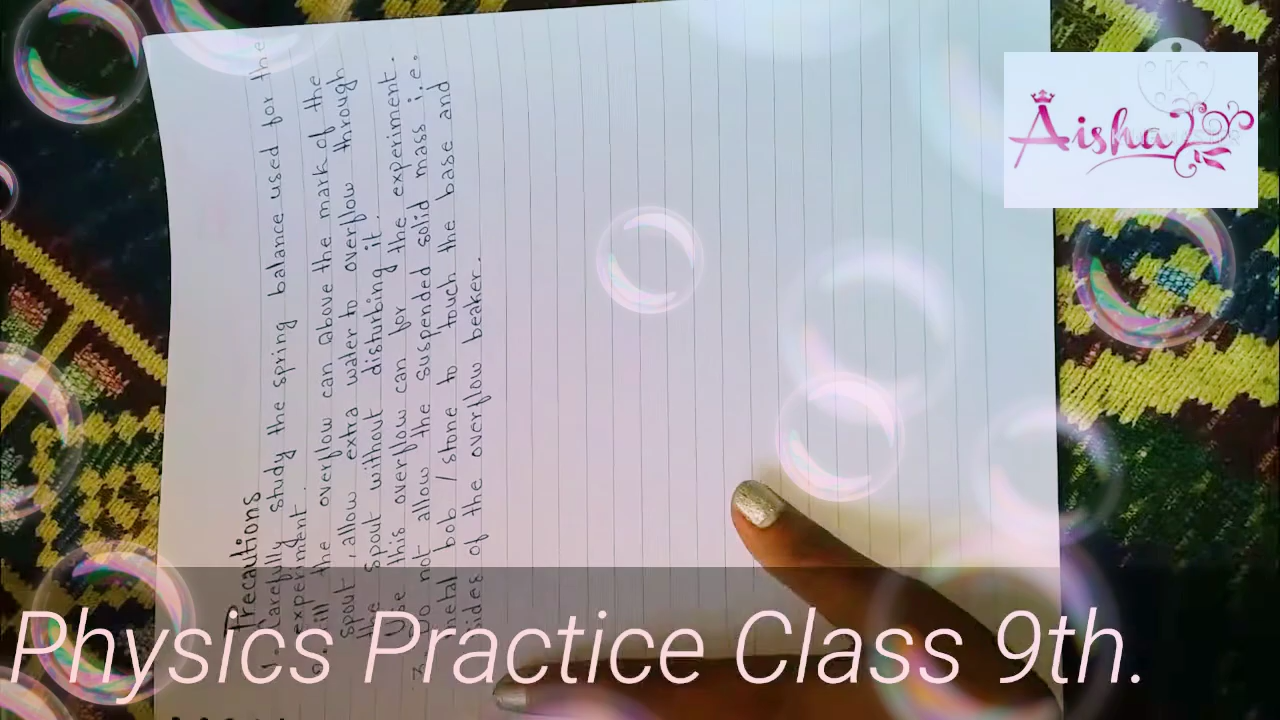 Precautions
1- Carefully study the spring balance used for the
experiment.
2- Fill the overflow can above the mark of the
spout, allow extra water to overflow through
the spout without disturbing it.
Use this overflow can for the experiment.
3- Do not allow the suspended solid mass i.e.
metal bob / stone to touch the base and
sides of the overflow beaker.
Aisha
Physics Practice Class 9th.